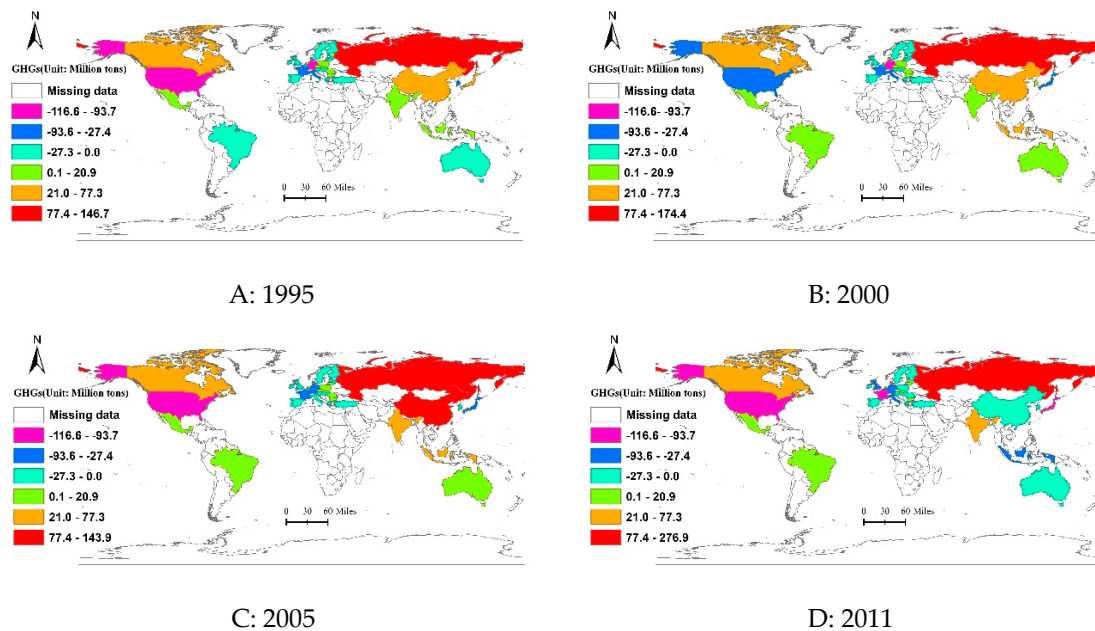 N
GHGs(Unit: Million tons)
Missing data
-116.6 - -93.7
-93.6 - -27.4
-27.3 - 0.0
0.1 - 20.9
21.0 - 77.3
77.4 - 146.7
0 30 60 Miles
A: 1995
N
GHGs(Unit: Million tons)
Missing data
-116.6 - -93.7
-93.6 - -27.4
-27.3 - 0.0
0.1 - 20.9
21.0 - 77.3
77.4 - 174.4
0 30 60 Miles
B: 2000
N
GHGs(Unit: Million tons)
Missing data
-116.6 - -93.7
-93.6 - -27.4
-27.3 - 0.0
0.1 - 20.9
21.0 - 77.3
77.4 - 143.9
0 30 60 Miles
C: 2005
N
GHGs(Unit: Million tons)
Missing data
-116.6 - -93.7
-93.6 - -27.4
-27.3 - 0.0
0.1 - 20.9
21.0 - 77.3
77.4 - 276.9
0 30 60 Miles
D: 2011